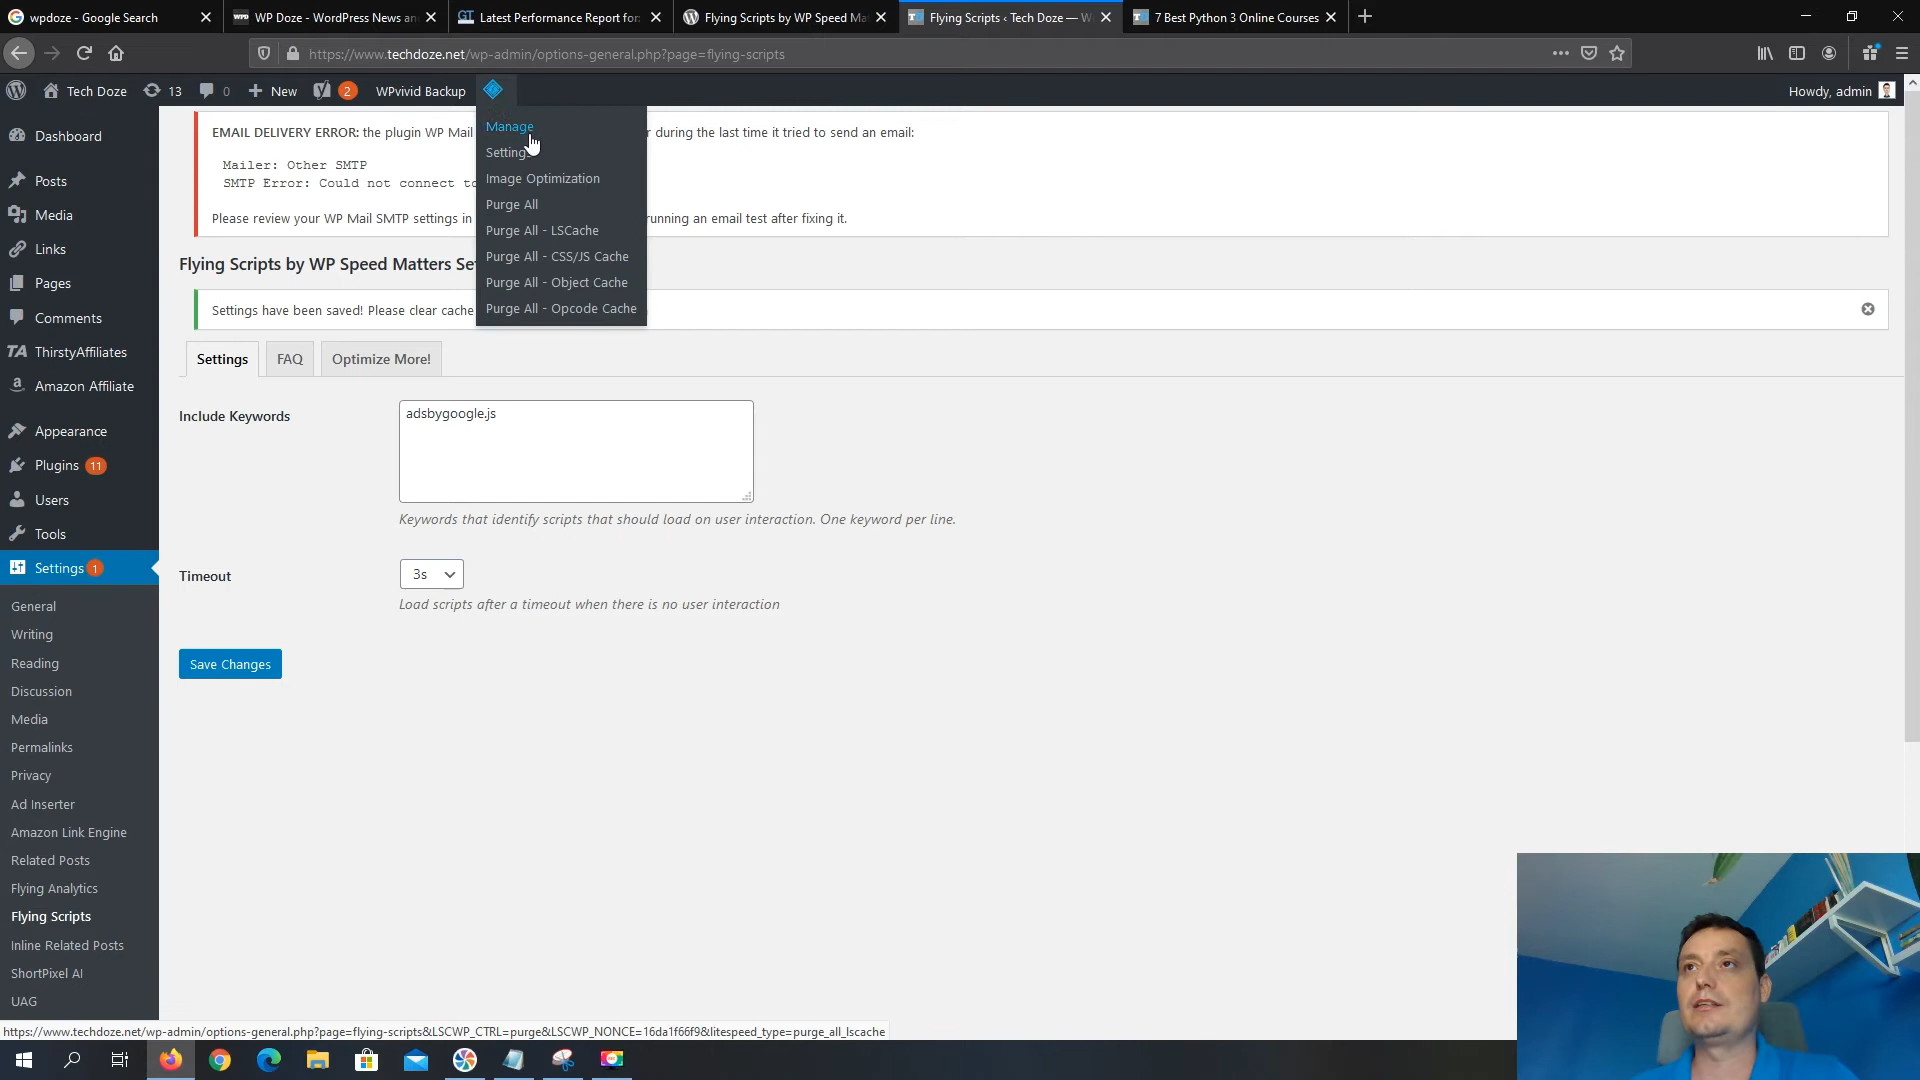 wpdoze - Google Search
WP Doze - WordPress News an
Latest Performance Report for:
Flying Scripts by WP Speed Ma
Flying Scripts ‹ Tech Doze — W
7 Best Python 3 Online Courses
https://www.techdoze.net/wp-admin/options-general.php?page=flying-scripts
Tech Doze
13
0
New
2
WPvivid Backup
Howdy, admin
Manage
Settings
Image Optimization
Purge All
Purge All - LSCache
Purge All - CSS/JS Cache
Purge All - Object Cache
Purge All - Opcode Cache
Dashboard
Posts
Media
Links
Pages
Comments
TA ThirstyAffiliates
Amazon Affiliate
Appearance
Plugins 11
Users
Tools
Settings 1
General
Writing
Reading
Discussion
Media
Permalinks
Privacy
Ad Inserter
Amazon Link Engine
Related Posts
Flying Analytics
Flying Scripts
Inline Related Posts
ShortPixel AI
UAG
EMAIL DELIVERY ERROR: the plugin WP Mail r during the last time it tried to send an email:
Mailer: Other SMTP
SMTP Error: Could not connect to
Please review your WP Mail SMTP settings in running an email test after fixing it.
Flying Scripts by WP Speed Matters Set
Settings have been saved! Please clear cache
Settings
FAQ
Optimize More!
Include Keywords
adsbygoogle.js
Keywords that identify scripts that should load on user interaction. One keyword per line.
Timeout
3s
Load scripts after a timeout when there is no user interaction
Save Changes
https://www.techdoze.net/wp-admin/options-general.php?page=flying-scripts&LSCWP_CTRL=purge&LSCWP_NONCE=16da1f66f9&litespeed_type=purge_all_lscache